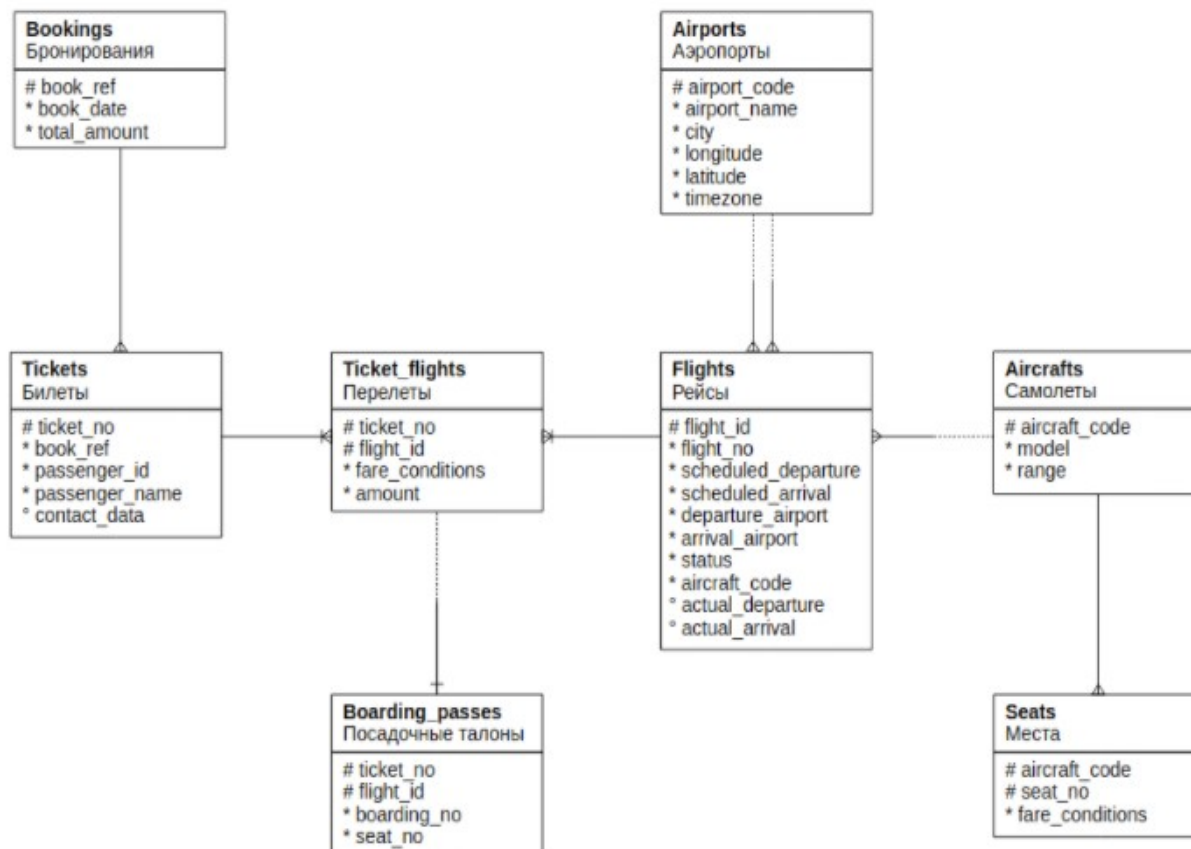 Bookings
Бронирования
# book_ref
* book_date
* total_amount
Airports
Аэропорты
# airport_code
* airport_name
* city
* longitude
* latitude
* timezone
Tickets
Билеты
# ticket_no
* book_ref
* passenger_id
* passenger_name
° contact_data
Ticket_flights
Перелеты
# ticket_no
# flight_id
* fare_conditions
* amount
Flights
Рейсы
# flight_id
* flight_no
* scheduled_departure
* scheduled_arrival
* departure_airport
* arrival_airport
* status
* aircraft_code
° actual_departure
° actual_arrival
Aircrafts
Самолеты
# aircraft_code
* model
* range
Boarding_passes
Посадочные талоны
# ticket_no
# flight_id
* boarding_no
* seat_no
Seats
Места
# aircraft_code
# seat_no
* fare_conditions